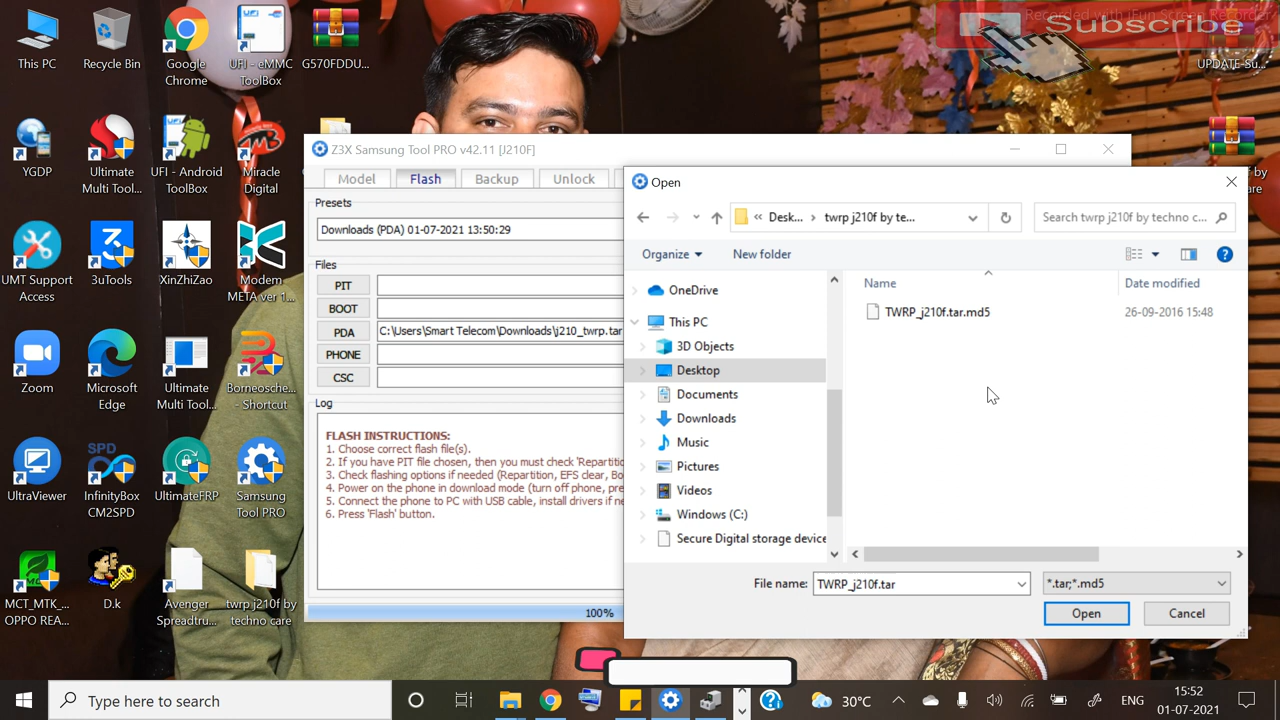 This PC
Recycle Bin
Google
Chrome
UFI - eMMC
ToolBox
G570FDDU...
Recorded with iFun Screen Recorder
Subscribe
UPDATE-Su...
YGDP
Ultimate
Multi Tool...
UFI - Android
ToolBox
Miracle
Digital
UMT Support
Access
3uTools
XinZhiZao
Modem
META ver 1...
Zoom
Microsoft
Edge
Ultimate
Multi Tool...
Borneosche...
- Shortcut
UltraViewer
InfinityBox
CM2SPD
UltimateFRP
Samsung
Tool PRO
MCT_MTK_...
OPPO REA...
D.k
Avenger
Spreadtru...
twrp j210f by
techno care
Z3X Samsung Tool PRO v42.11 [J210F]
Model
Flash
Backup
Unlock
Presets
Downloads (PDA) 01-07-2021 13:50:29
Files
PIT
BOOT
PDA
C:\Users\Smart Telecom\Downloads\j210_twrp.tar
PHONE
CSC
Log
FLASH INSTRUCTIONS:
1. Choose correct flash file(s).
2. If you have PIT file chosen, then you must check 'Repartitio
3. Check flashing options if needed (Repartition, EFS clear, Bo
4. Power on the phone in download mode (turn off phone, pre
5. Connect the phone to PC with USB cable, install drivers if ne
6. Press 'Flash' button.
100%
Open
« Desk... › twrp j210f by te...
Search twrp j210f by techno c...
Organize
New folder
OneDrive
This PC
3D Objects
Desktop
Documents
Downloads
Music
Pictures
Videos
Windows (C:)
Secure Digital storage device
Name
Date modified
TWRP_j210f.tar.md5
26-09-2016 15:48
File name:
TWRP_j210f.tar
*.tar;*.md5
Open
Cancel
Type here to search
30°C
ENG
15:52
01-07-2021